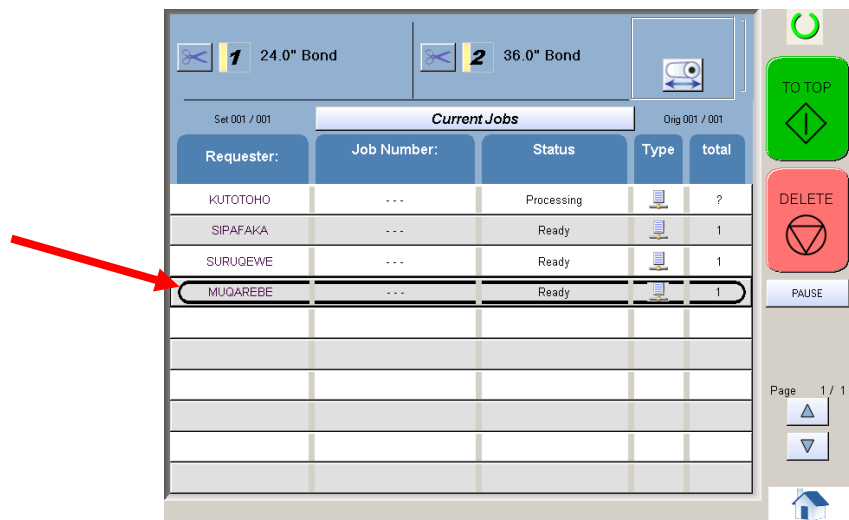 1 24.0" Bond 2 36.0" Bond
Set 001 / 001 Current Jobs Orig 001 / 001
Requester: Job Number: Status Type total
KUTOTOHO - - - Processing ?
SIPAFAKA - - - Ready 1
SURUQEWE - - - Ready 1
MUQAREBE - - - Ready 1
TO TOP
DELETE
PAUSE
Page 1 / 1